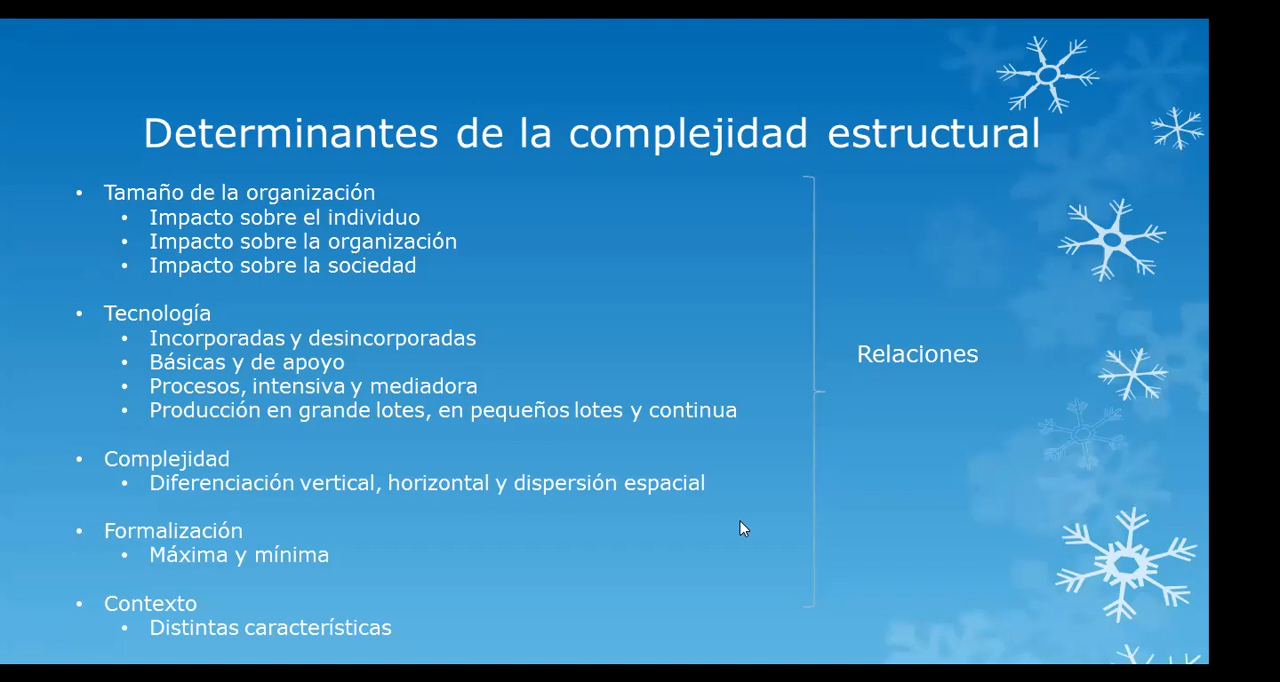 Determinantes de la complejidad estructural
• Tamaño de la organización
• Impacto sobre el individuo
• Impacto sobre la organización
• Impacto sobre la sociedad
• Tecnología
• Incorporadas y desincorporadas
• Básicas y de apoyo
• Procesos, intensiva y mediadora
• Producción en grande lotes, en pequeños lotes y continua
• Complejidad
• Diferenciación vertical, horizontal y dispersión espacial
• Formalización
• Máxima y mínima
• Contexto
• Distintas características
Relaciones